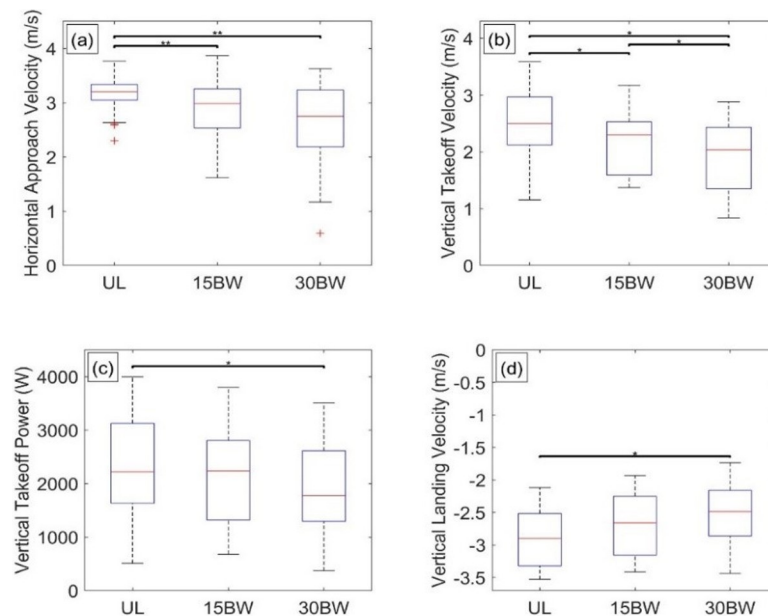 (a)
**
**
Horizontal Approach Velocity (m/s)
4
3
2
1
0
UL 15BW 30BW
(b)
*
*
*
Vertical Takeoff Velocity (m/s)
4
3
2
1
0
UL 15BW 30BW
(c)
*
Vertical Takeoff Power (W)
4000
3000
2000
1000
0
UL 15BW 30BW
(d)
*
Vertical Landing Velocity (m/s)
0
-0.5
-1
-1.5
-2
-2.5
-3
-3.5
UL 15BW 30BW